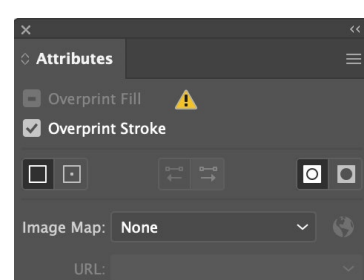 Attributes
Overprint Fill
Overprint Stroke
Image Map: None
URL: